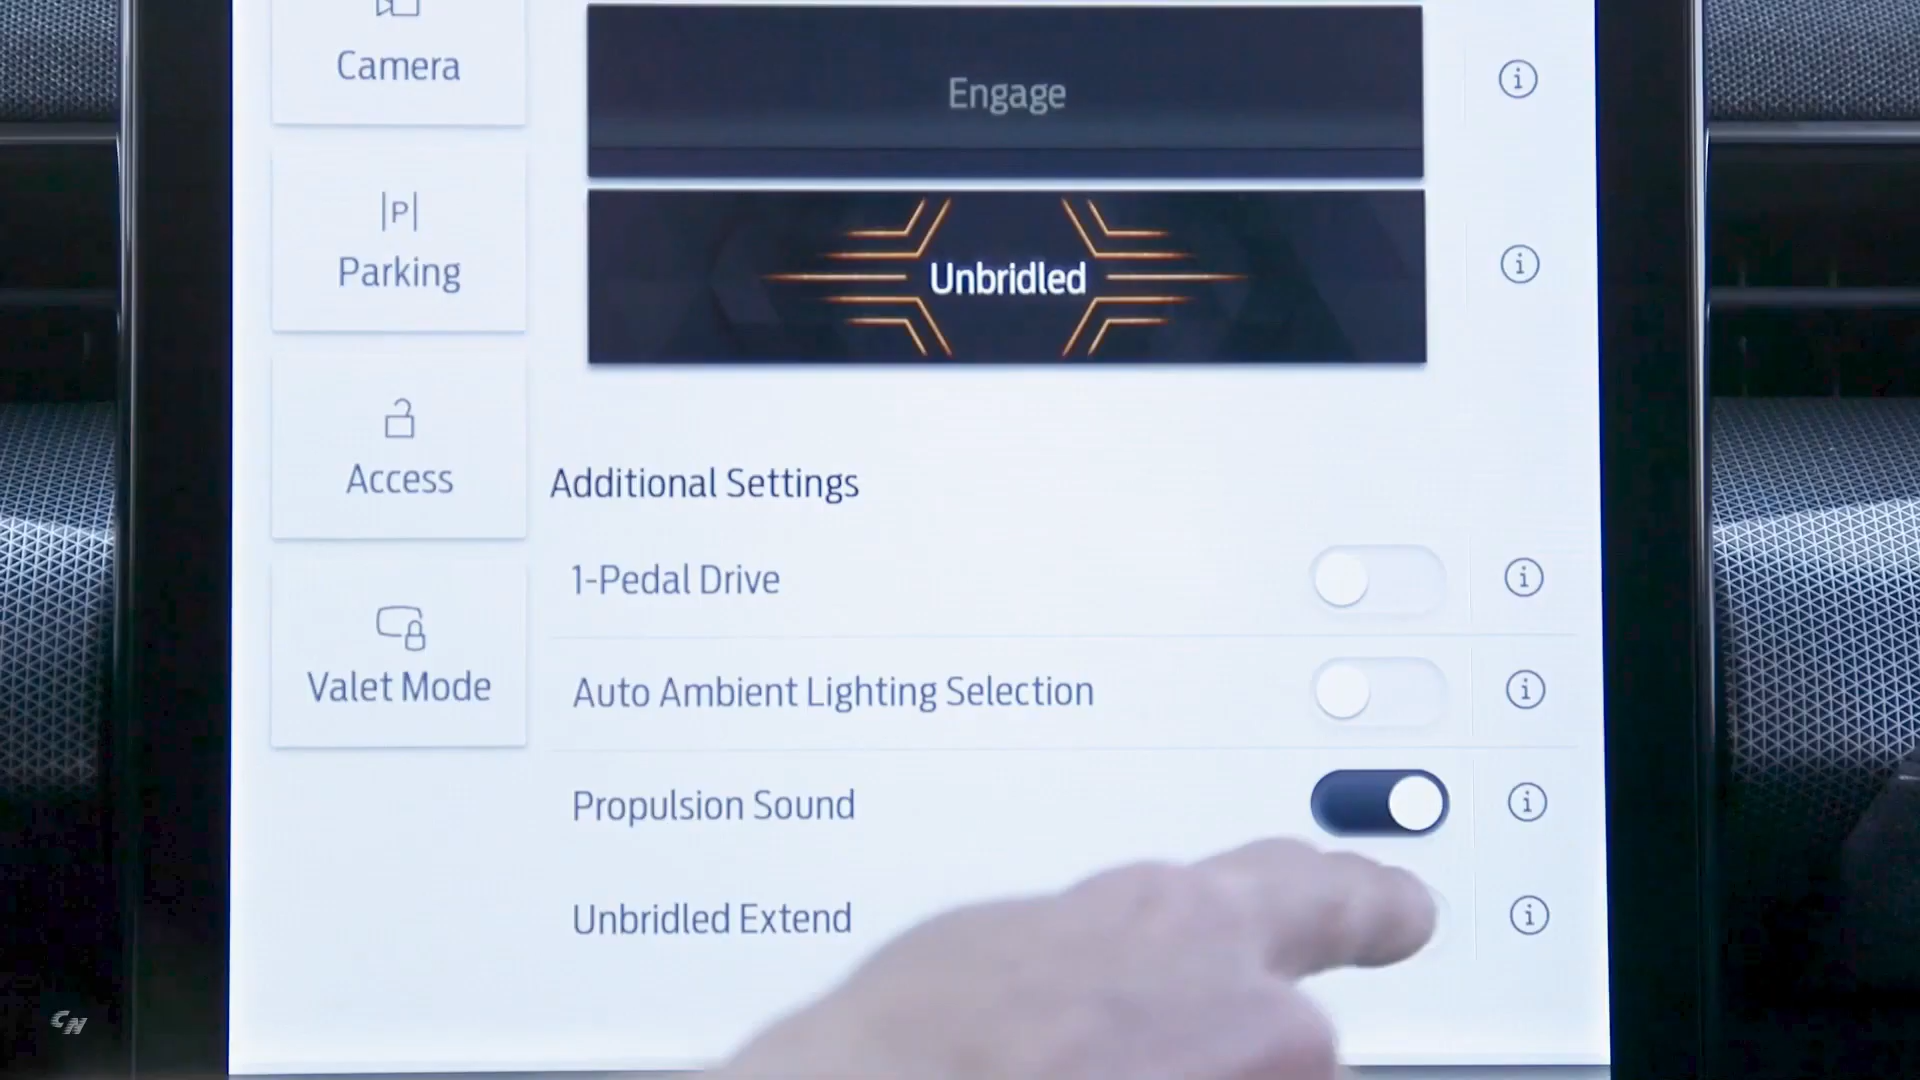 Camera
Engage
|P|
Parking
Unbridled
Access
Additional Settings
1-Pedal Drive
Valet Mode
Auto Ambient Lighting Selection
Propulsion Sound
Unbridled Extend
CN